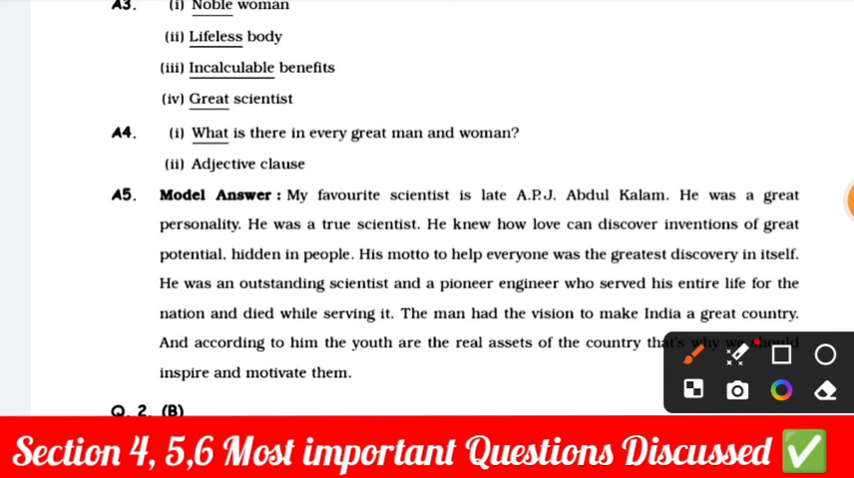 A3. (i) Noble woman
(ii) Lifeless body
(iii) Incalculable benefits
(iv) Great scientist
A4. (i) What is there in every great man and woman?
(ii) Adjective clause
A5. Model Answer : My favourite scientist is late A.P.J. Abdul Kalam. He was a great
personality. He was a true scientist. He knew how love can discover inventions of great
potential, hidden in people. His motto to help everyone was the greatest discovery in itself.
He was an outstanding scientist and a pioneer engineer who served his entire life for the
nation and died while serving it. The man had the vision to make India a great country.
And according to him the youth are the real assets of the country that's why we should
inspire and motivate them.
Q. 2. (B)
Section 4, 5,6 Most important Questions Discussed ✅